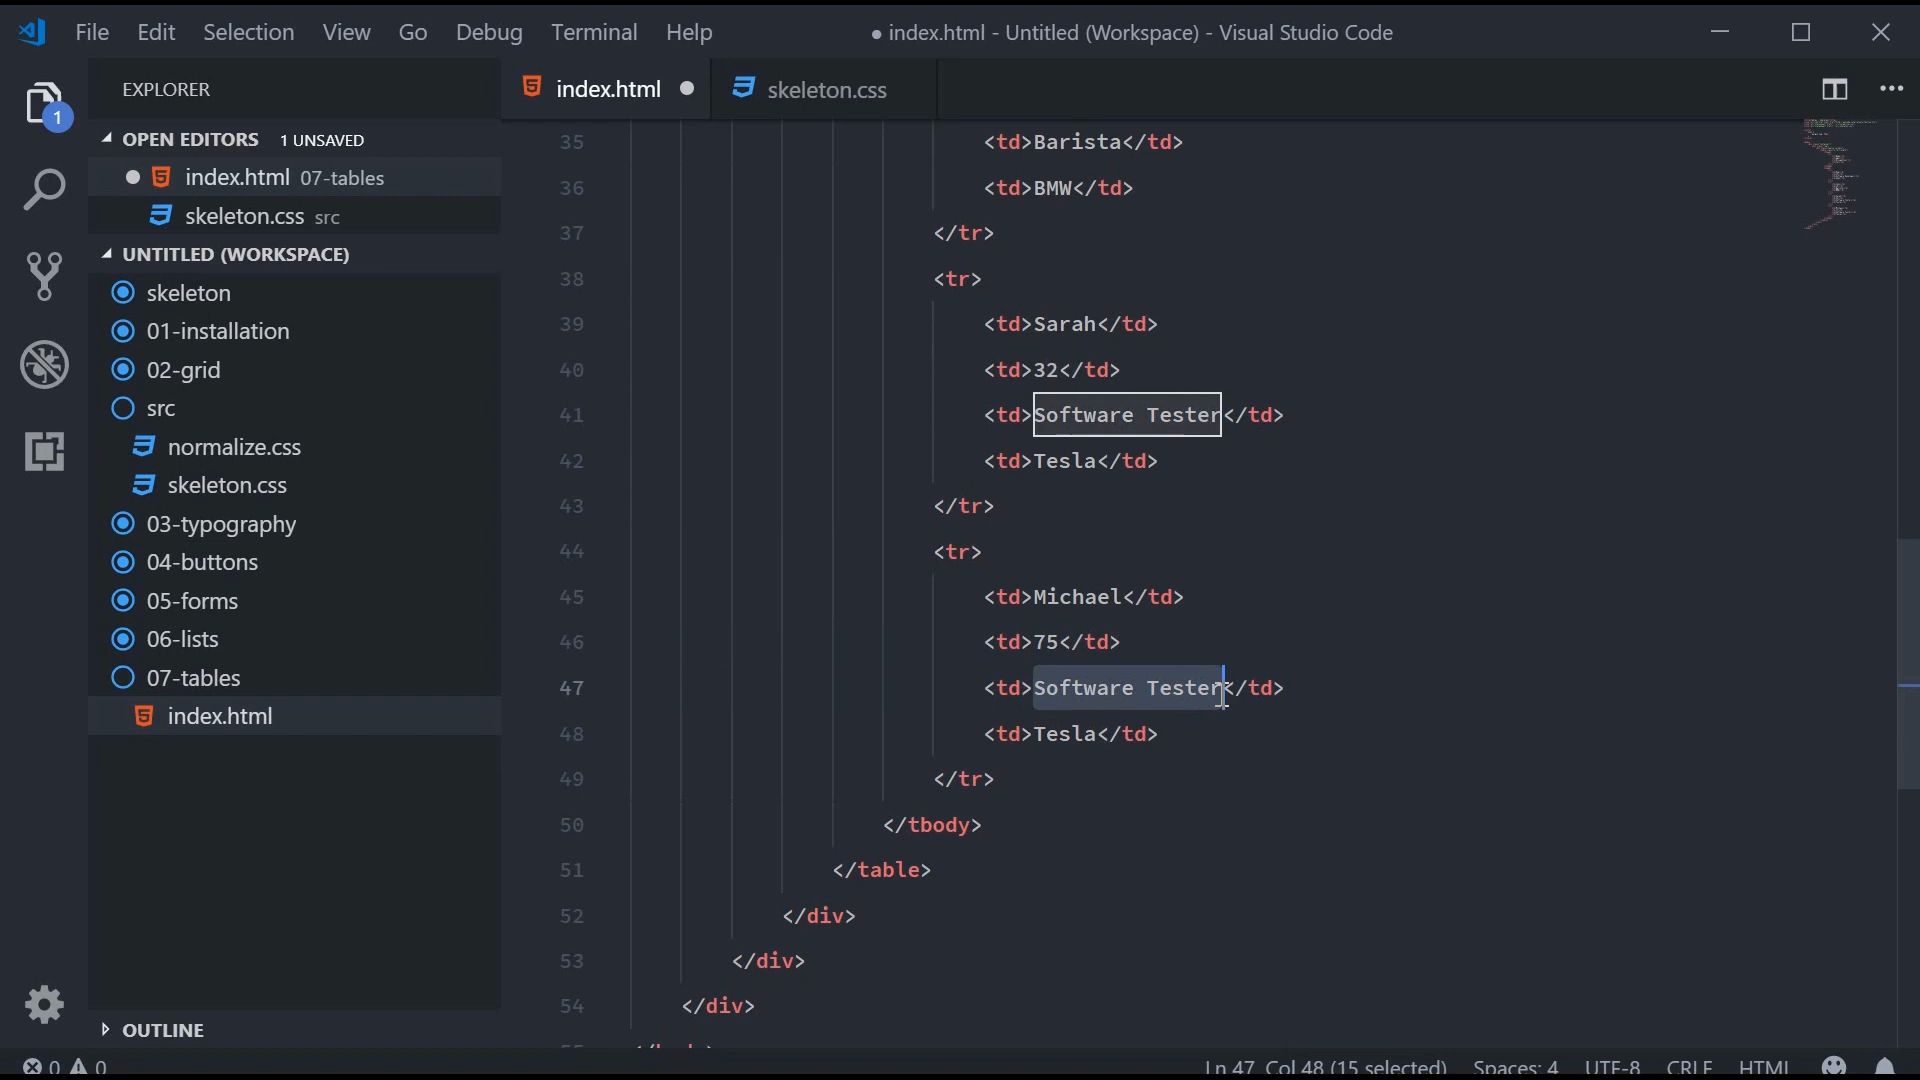 File Edit Selection View Go Debug Terminal Help
● index.html - Untitled (Workspace) - Visual Studio Code
1
EXPLORER
OPEN EDITORS 1 UNSAVED
index.html 07-tables
skeleton.css src
UNTITLED (WORKSPACE)
skeleton
01-installation
02-grid
src
normalize.css
skeleton.css
03-typography
04-buttons
05-forms
06-lists
07-tables
index.html
OUTLINE
index.html
skeleton.css
35 <td>Barista</td>
36 <td>BMW</td>
37 </tr>
38 <tr>
39 <td>Sarah</td>
40 <td>32</td>
41 <td>Software Tester</td>
42 <td>Tesla</td>
43 </tr>
44 <tr>
45 <td>Michael</td>
46 <td>75</td>
47 <td>Software Tester</td>
48 <td>Tesla</td>
49 </tr>
50 </tbody>
51 </table>
52 </div>
53 </div>
54 </div>
0 0
Ln 47, Col 48 (15 selected) Spaces: 4 UTF-8 CRLF HTML